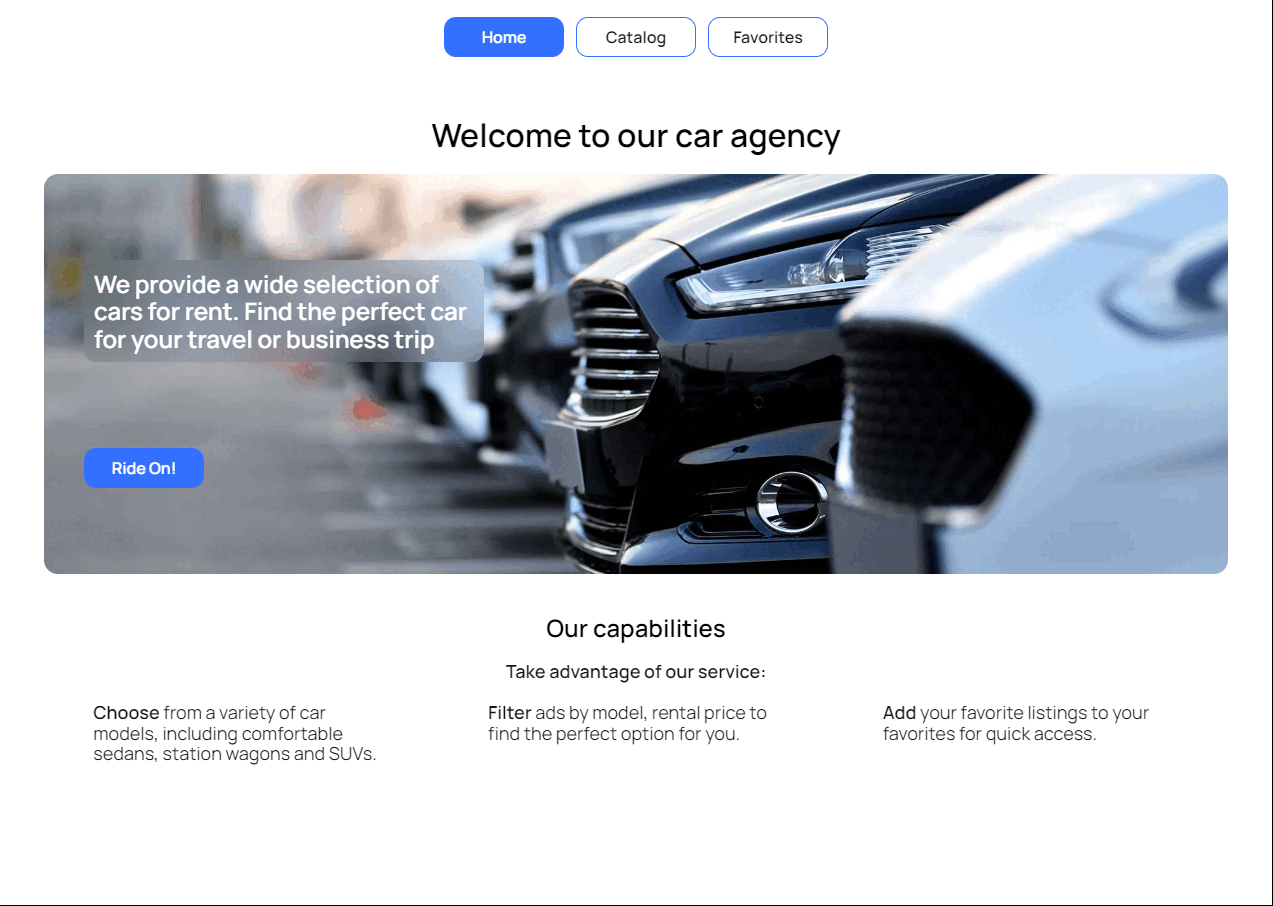 Home
Catalog
Favorites
Welcome to our car agency
We provide a wide selection of
cars for rent. Find the perfect car
for your travel or business trip
Ride On!
Our capabilities
Take advantage of our service:
Choose from a variety of car
models, including comfortable
sedans, station wagons and SUVs.
Filter ads by model, rental price to
find the perfect option for you.
Add your favorite listings to your
favorites for quick access.